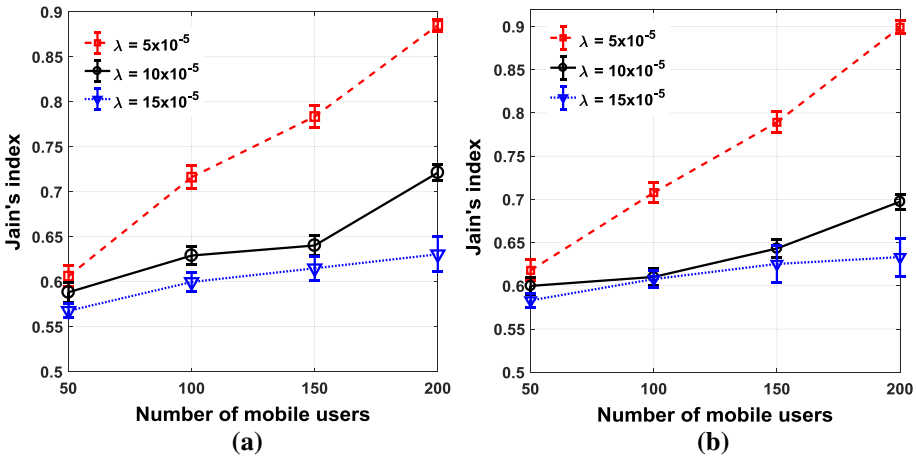 0.9
0.85
0.8
0.75
0.7
0.65
0.6
0.55
0.5
Jain's index
λ = 5x10⁻⁵
λ = 10x10⁻⁵
λ = 15x10⁻⁵
50 100 150 200
Number of mobile users
(a)
0.9
0.85
0.8
0.75
0.7
0.65
0.6
0.55
0.5
Jain's index
λ = 5x10⁻⁵
λ = 10x10⁻⁵
λ = 15x10⁻⁵
50 100 150 200
Number of mobile users
(b)